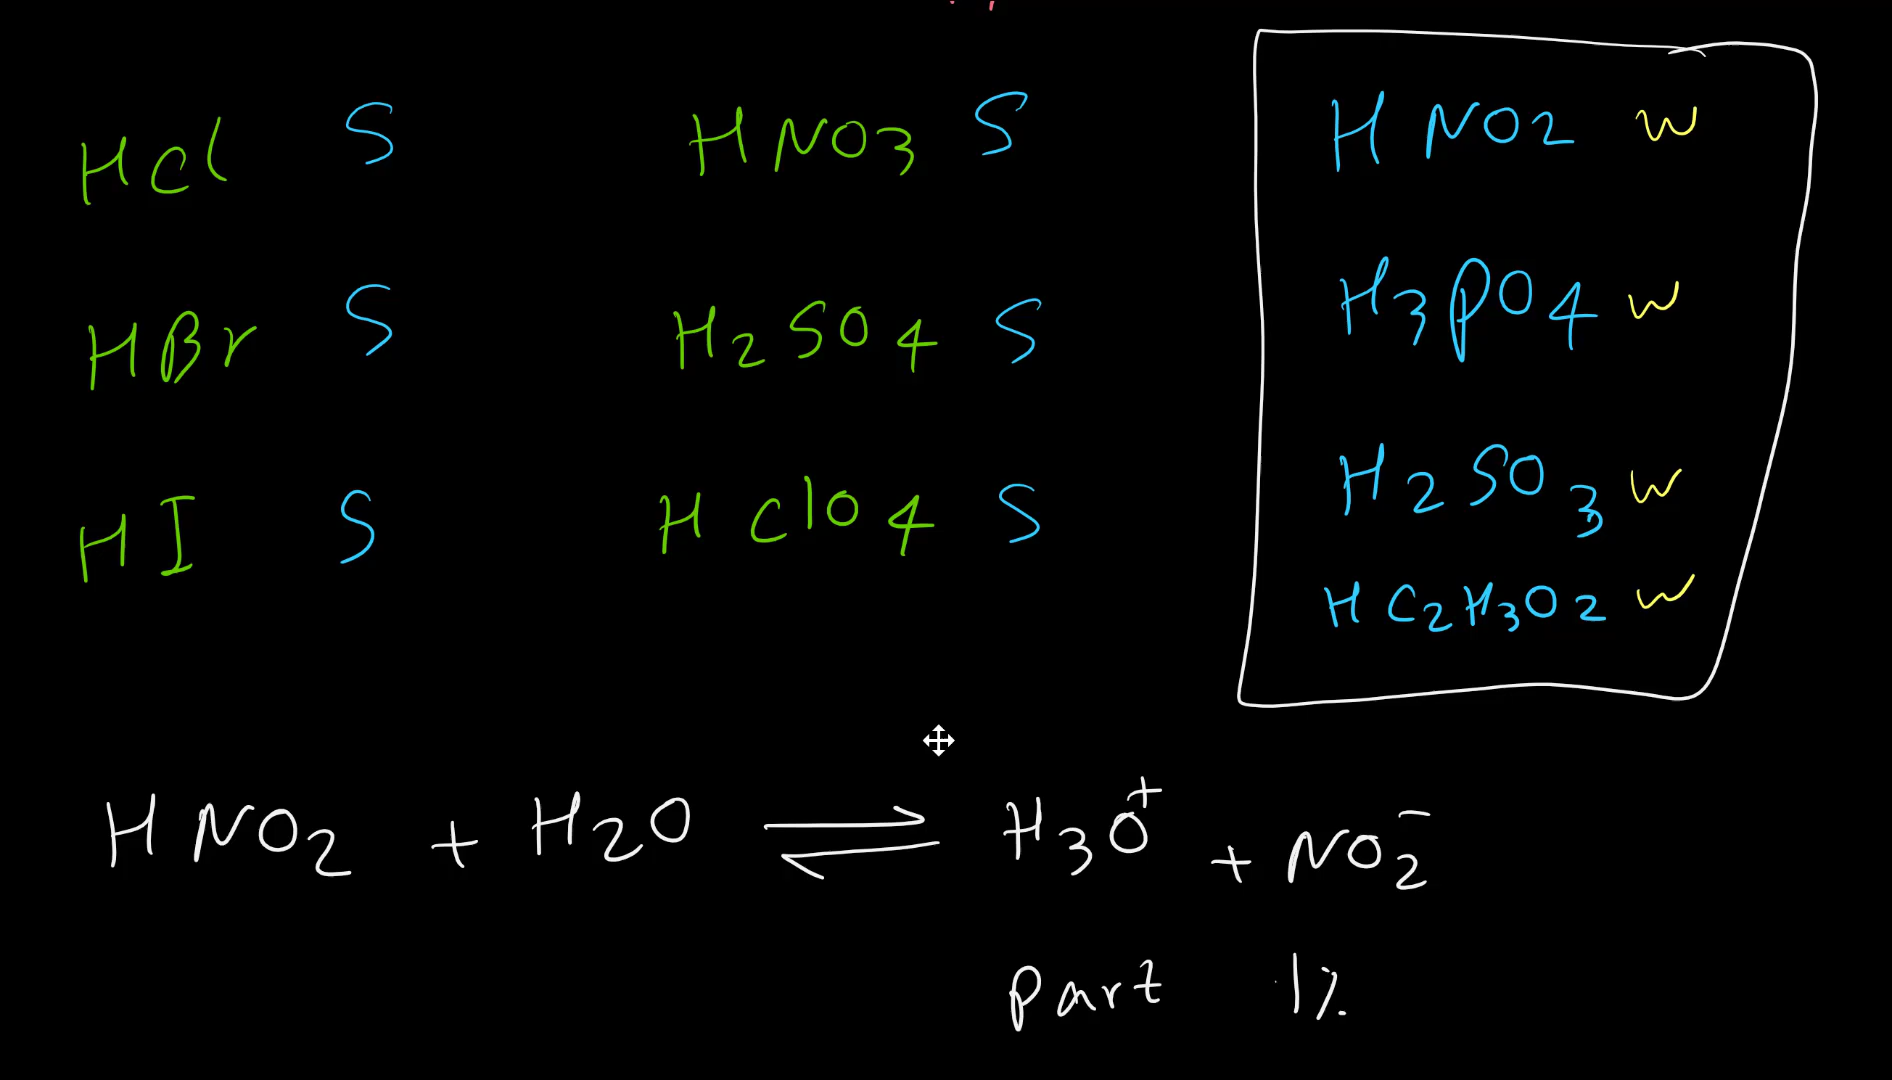 HCl S HNO3 S HNO2 w
HBr S H2SO4 S H3PO4 w
HI S HClO4 S H2SO3 w
HC2H3O2 w
HNO2 + H2O ⇌ H3O+ + NO2-
Part 1%